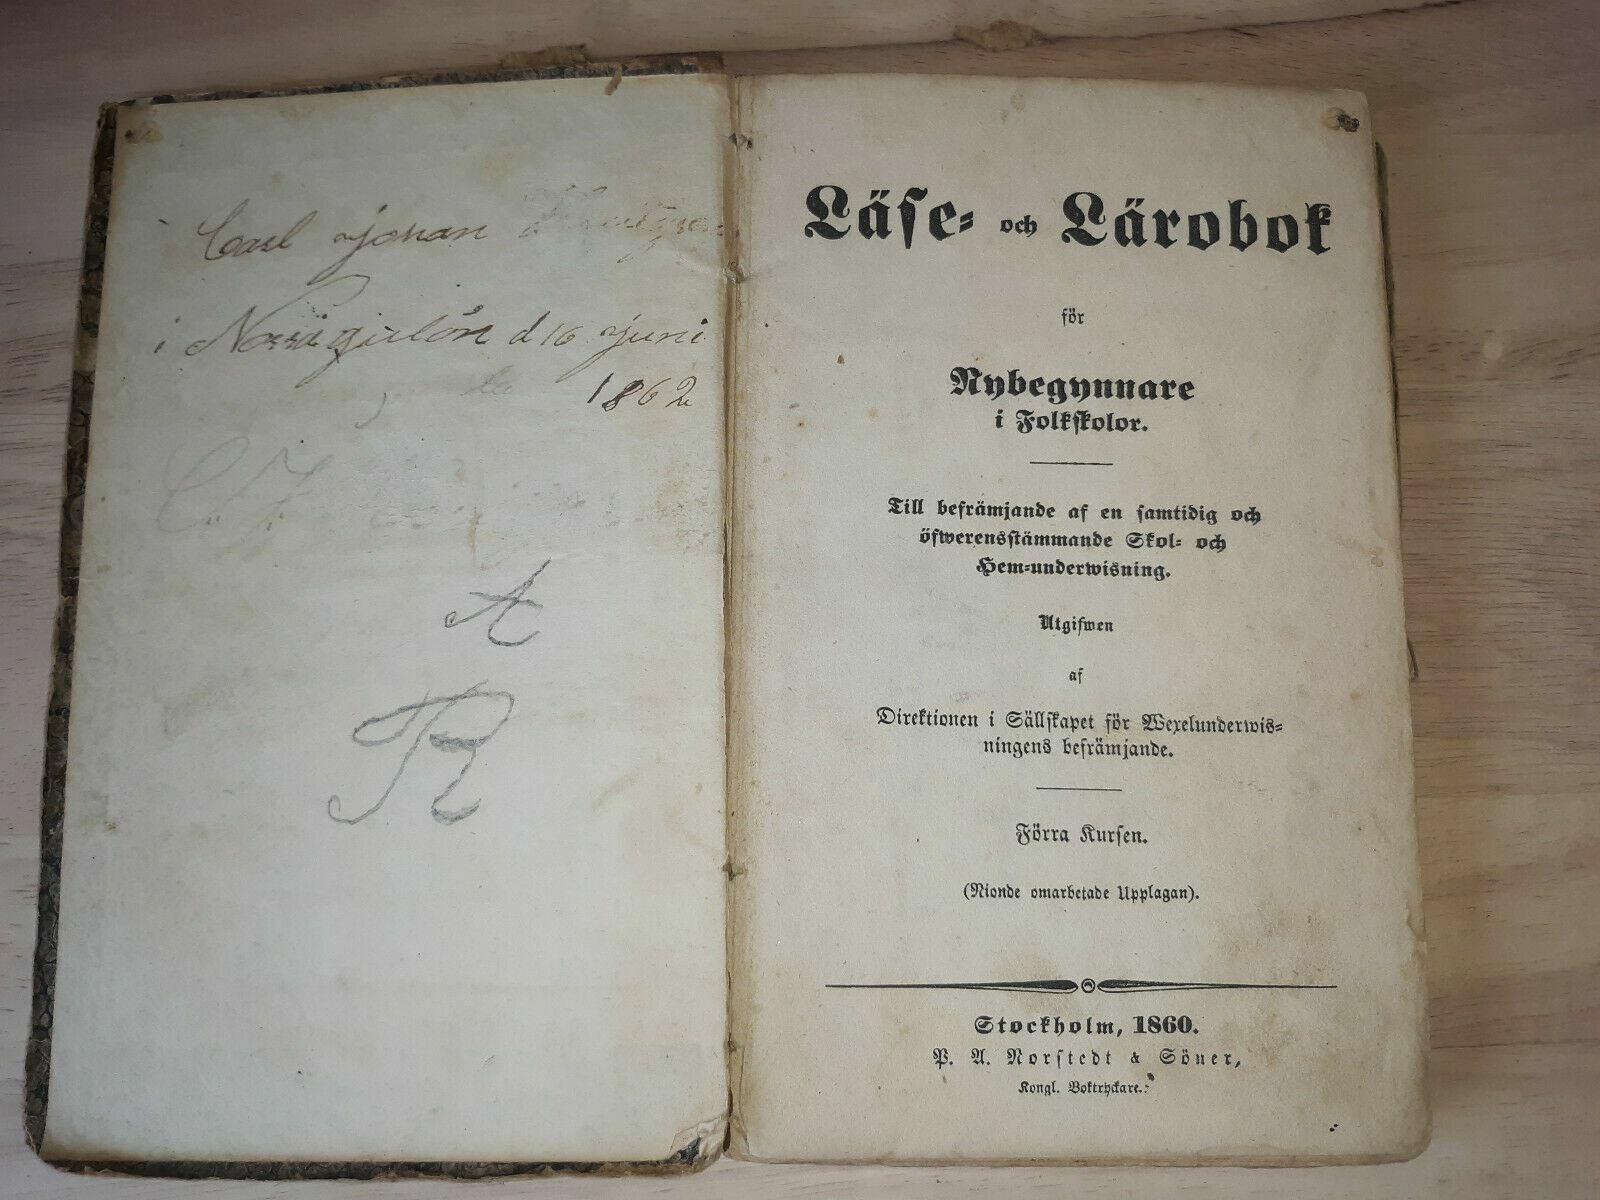 Carl Johan
i d 16 Juni
1862
A
R
Läse- och Lärobok
för
Nybegynnare
i Folkskolor.
Till befrämjande af en samtidig och
öfwerensstämmande Skol- och
Hem-underwisning.
Utgifwen
af
Direktionen i Sällskapet för Wexelunderwis-
ningens befrämjande.
Förra Kursen.
(Nionde omarbetade Upplagan).
Stockholm, 1860.
P. A. Norstedt & Söner,
Kongl. Boktryckare.